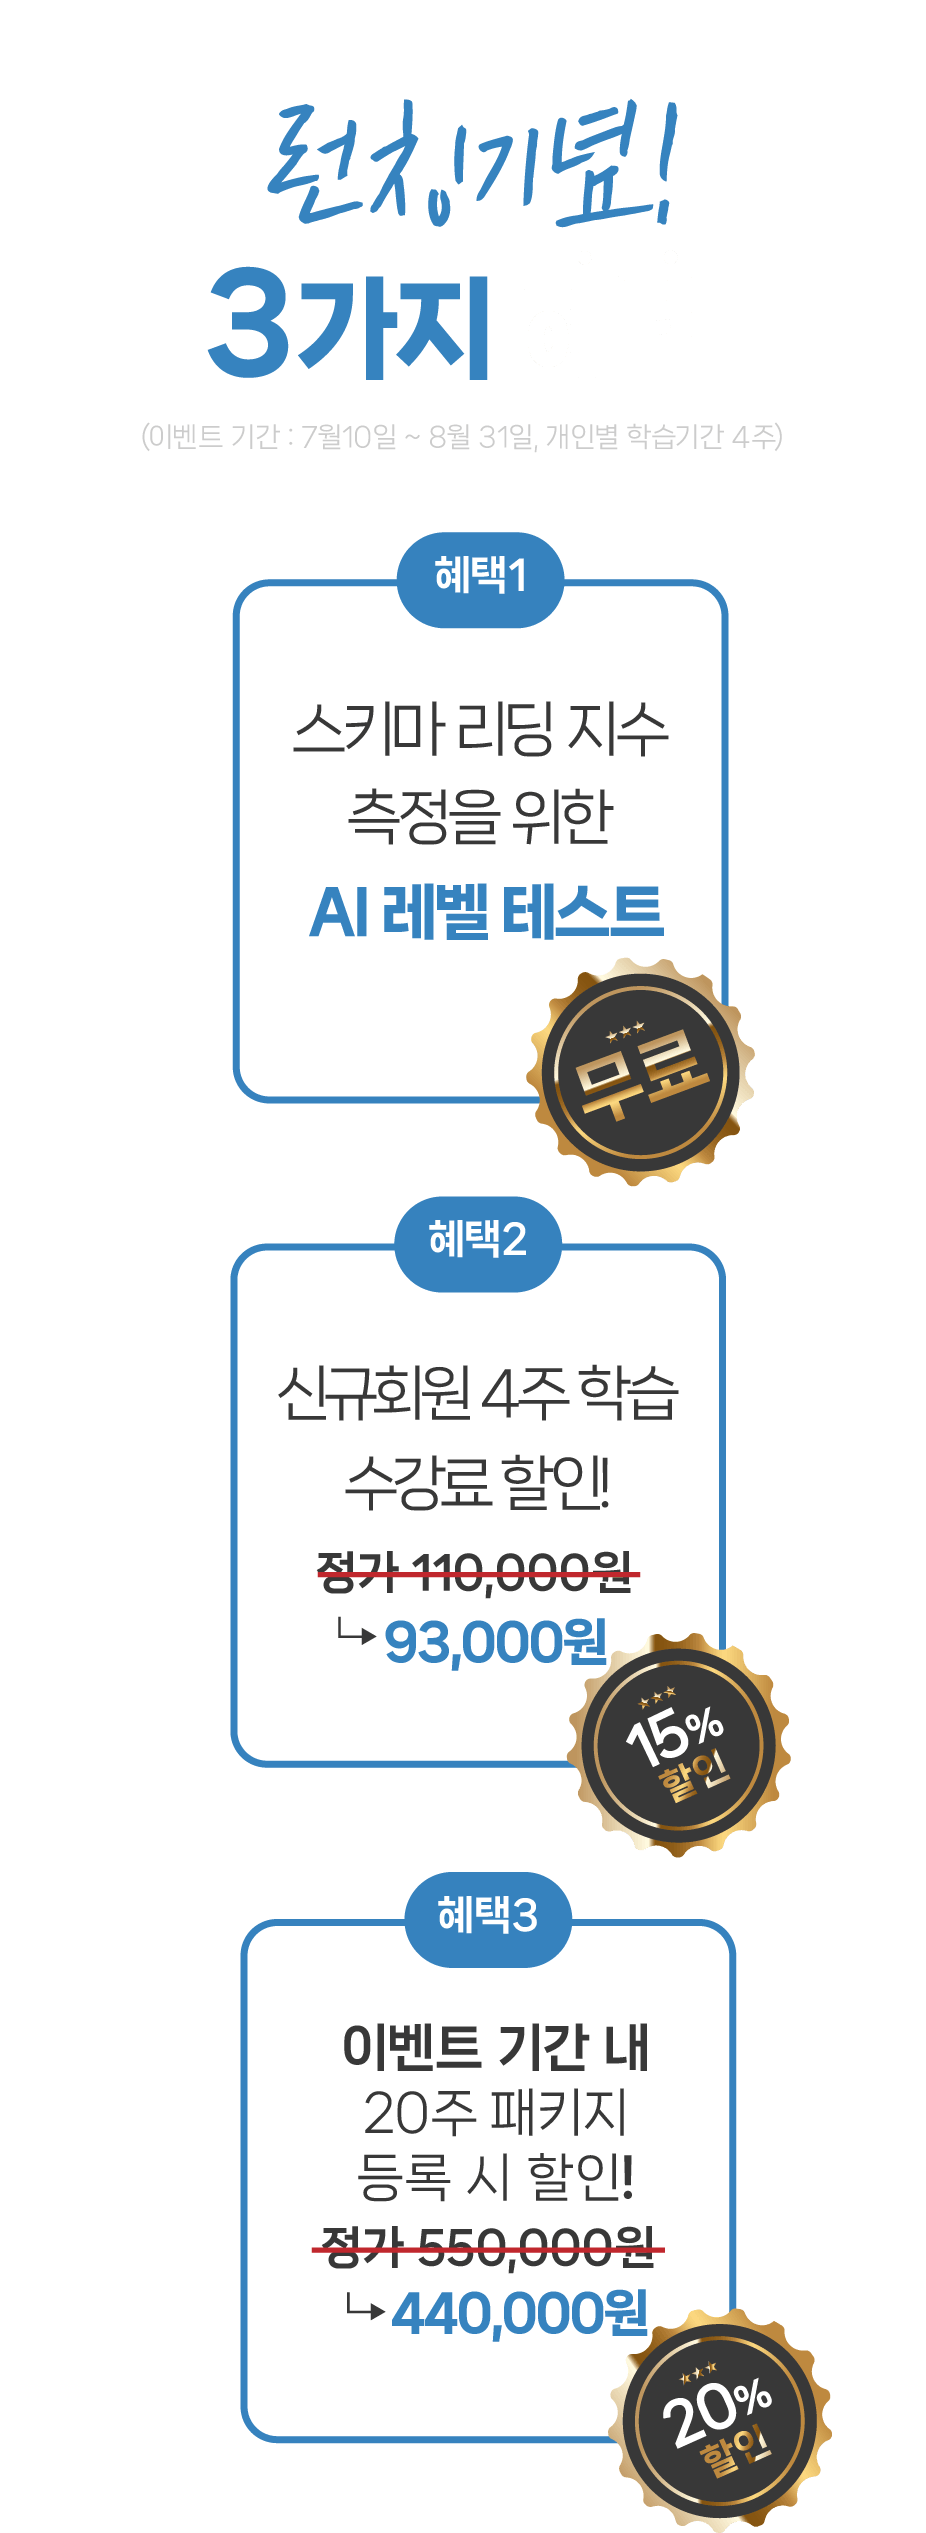 런칭기념!
3가지
(이벤트 기간 : 7월10일 ~ 8월 31일, 개인별 학습기간 4주)
혜택1
스키마 리딩 지수
측정을 위한
AI 레벨 테스트
무료
혜택2
신규회원 4주 학습
수강료 할인!
정가 110,000원
93,000원
15%
할인
혜택3
이벤트 기간 내
20주 패키지
등록 시 할인!
정가 550,000원
440,000원
20%
할인